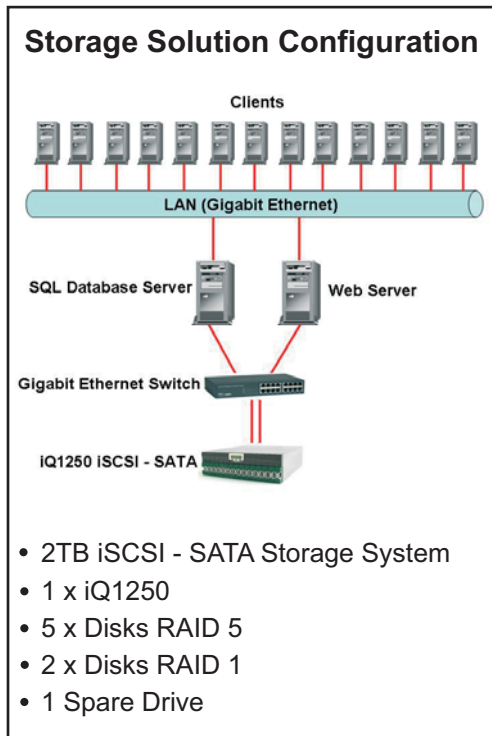 Storage Solution Configuration
Clients
LAN (Gigabit Ethernet)
SQL Database Server
Web Server
Gigabit Ethernet Switch
iQ1250 iSCSI - SATA
• 2TB iSCSI - SATA Storage System
• 1 x iQ1250
• 5 x Disks RAID 5
• 2 x Disks RAID 1
• 1 Spare Drive